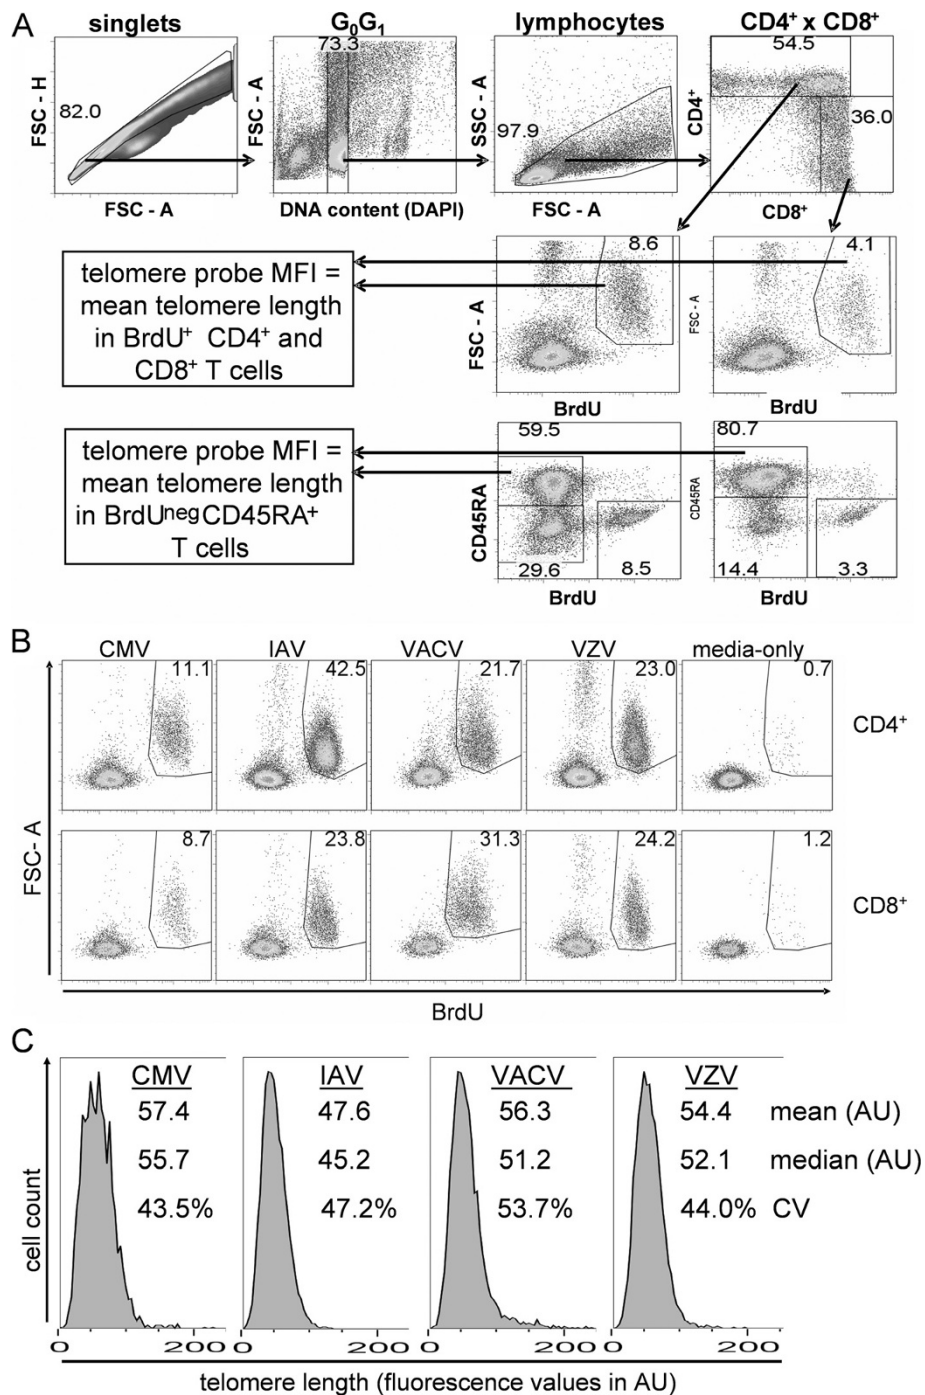 A
singlets
G₀G₁
lymphocytes
CD4⁺ x CD8⁺
FSC - H
82.0
FSC - A
FSC - A
73.3
DNA content (DAPI)
SSC - A
97.9
FSC - A
CD4⁺
54.5
36.0
CD8⁺
telomere probe MFI =
mean telomere length
in BrdU⁺ CD4⁺ and
CD8⁺ T cells
FSC - A
8.6
BrdU
FSC - A
4.1
BrdU
telomere probe MFI =
mean telomere length
in BrdUⁿᵉᵍCD45RA⁺
T cells
CD45RA
59.5
29.6
8.5
BrdU
CD45RA
80.7
14.4
3.3
BrdU
B
CMV IAV VACV VZV media-only
11.1 42.5 21.7 23.0 0.7
CD4⁺
8.7 23.8 31.3 24.2 1.2
CD8⁺
FSC- A
BrdU
C
CMV IAV VACV VZV
57.4 47.6 56.3 54.4 mean (AU)
55.7 45.2 51.2 52.1 median (AU)
43.5% 47.2% 53.7% 44.0% CV
cell count
0 200 0 200 0 200 0 200
telomere length (fluorescence values in AU)